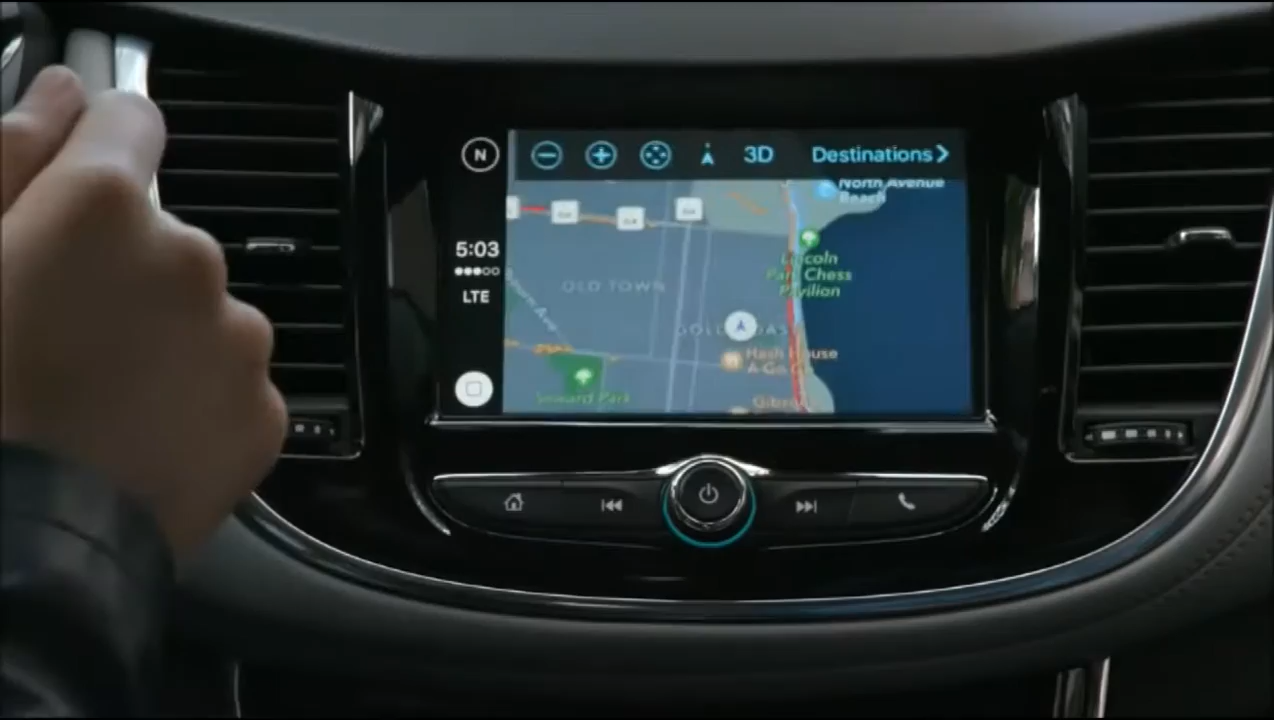 N
3D
Destinations
North Avenue
Beach
5:03
LTE
Lincoln
Park Chess
Pavilion
OLD TOWN
Hash House
A Go Go
Seward Park